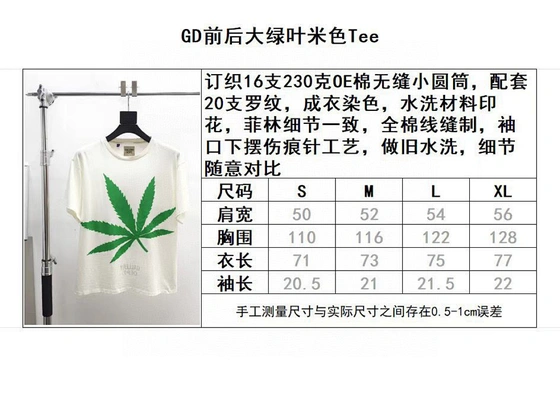 GD前后大绿叶米色Tee
订织16支230克OE棉无缝小圆筒，配套
20支罗纹，成衣染色，水洗材料印
花，菲林细节一致，全棉线缝制，袖
口下摆伤痕针工艺，做旧水洗，细节
随意对比
尺码 S M L XL
肩宽 50 52 54 56
胸围 110 116 122 128
衣长 71 73 75 77
袖长 20.5 21 21.5 22
手工测量尺寸与实际尺寸之间存在0.5-1cm误差